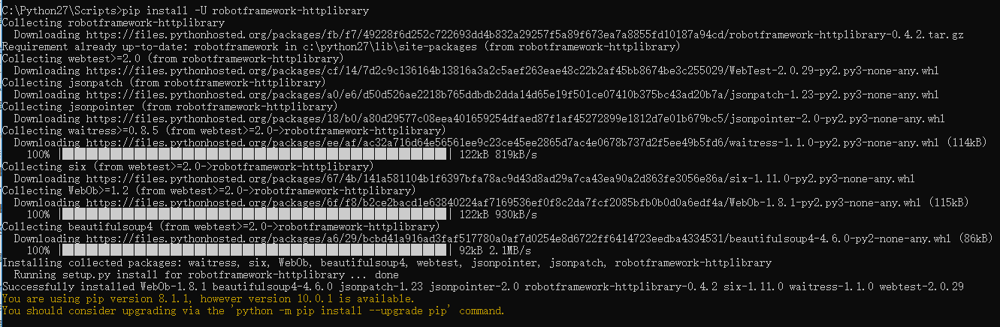 C:\Python27\Scripts>pip install -U robotframework-httplibrary
Collecting robotframework-httplibrary
  Downloading https://files.pythonhosted.org/packages/fb/f7/49228f6d252c722693dd4b832a29257f5a89f673ea7a8855fd10187a94cd/robotframework-httplibrary-0.4.2.tar.gz
Requirement already up-to-date: robotframework in c:\python27\lib\site-packages (from robotframework-httplibrary)
Collecting webtest>=2.0 (from robotframework-httplibrary)
  Downloading https://files.pythonhosted.org/packages/cf/14/7d2c9c136164b13816a3a2c5aef263eae48c22b2af45bb8674be3c255029/WebTest-2.0.29-py2.py3-none-any.whl
Collecting jsonpatch (from robotframework-httplibrary)
  Downloading https://files.pythonhosted.org/packages/a0/e6/d50d526ae2218b765ddbdb2dda14d65e19f501ce07410b375bc43ad20b7a/jsonpatch-1.23-py2.py3-none-any.whl
Collecting jsonpointer (from robotframework-httplibrary)
  Downloading https://files.pythonhosted.org/packages/18/b0/a80d29577c08eea401659254dfaed87f1af45272899e1812d7e01b679bc5/jsonpointer-2.0-py2.py3-none-any.whl
Collecting waitress>=0.8.5 (from webtest>=2.0->robotframework-httplibrary)
  Downloading https://files.pythonhosted.org/packages/ee/af/ac32a716d64e56561ee9c23ce45ee2865d7ac4e0678b737d2f5ee49b5fd6/waitress-1.1.0-py2.py3-none-any.whl (114kB)
    100% |████████████████████████████████| 122kB 819kB/s
Collecting six (from webtest>=2.0->robotframework-httplibrary)
  Downloading https://files.pythonhosted.org/packages/67/4b/141a581104b1f6397bfa78ac9d43d8ad29a7ca43ea90a2d863fe3056e86a/six-1.11.0-py2.py3-none-any.whl
Collecting WebOb>=1.2 (from webtest>=2.0->robotframework-httplibrary)
  Downloading https://files.pythonhosted.org/packages/6f/f8/b2ce2bacd1e63840224af7169536ef0f8c2da7fcf2085bfb0b0d0a6edf4a/WebOb-1.8.1-py2.py3-none-any.whl (115kB)
    100% |████████████████████████████████| 122kB 930kB/s
Collecting beautifulsoup4 (from webtest>=2.0->robotframework-httplibrary)
  Downloading https://files.pythonhosted.org/packages/a6/29/bcbd41a916ad3faf517780a0af7d0254e8d6722ff6414723eedba4334531/beautifulsoup4-4.6.0-py2-none-any.whl (86kB)
    100% |████████████████████████████████| 92kB 2.1MB/s
Installing collected packages: waitress, six, WebOb, beautifulsoup4, webtest, jsonpointer, jsonpatch, robotframework-httplibrary
  Running setup.py install for robotframework-httplibrary ... done
Successfully installed WebOb-1.8.1 beautifulsoup4-4.6.0 jsonpatch-1.23 jsonpointer-2.0 robotframework-httplibrary-0.4.2 six-1.11.0 waitress-1.1.0 webtest-2.0.29
You are using pip version 8.1.1, however version 10.0.1 is available.
You should consider upgrading via the 'python -m pip install --upgrade pip' command.